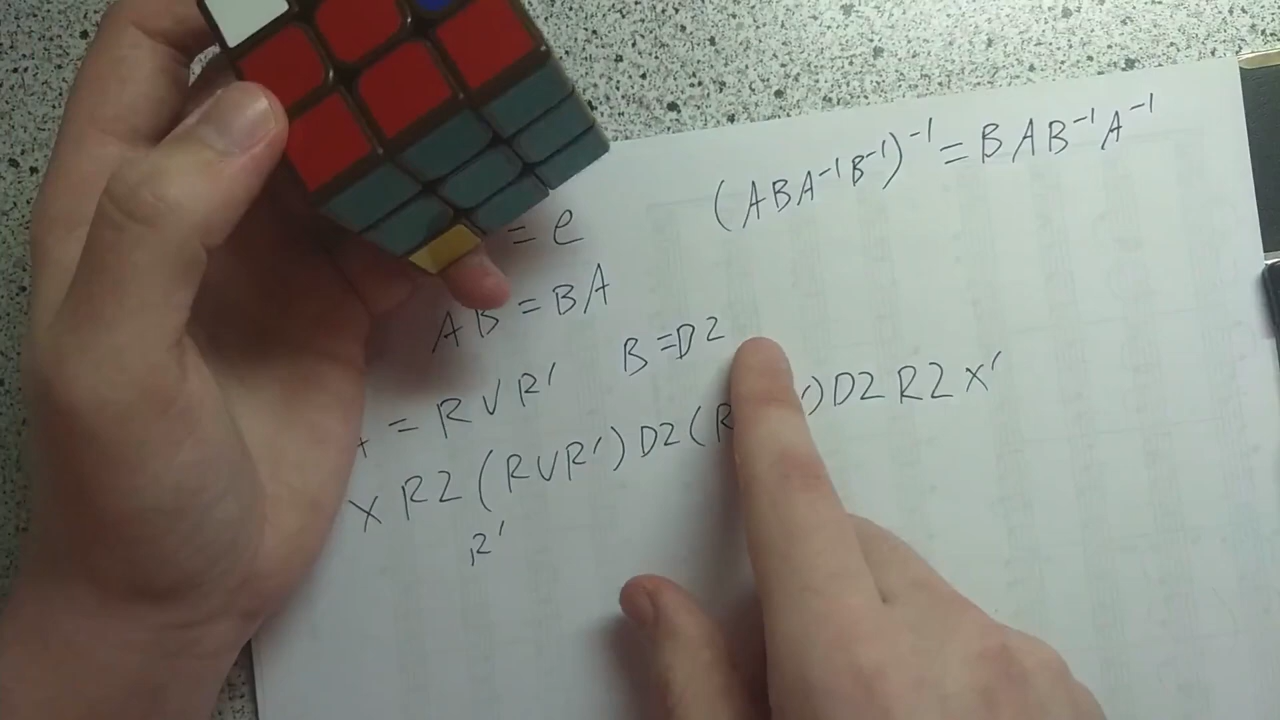 (ABA⁻¹B⁻¹)⁻¹ = BAB⁻¹A⁻¹
= e
AB = BA
= RUR' B = D2
X R2 (RUR') D2 (R ') D2 R2 X'
R'